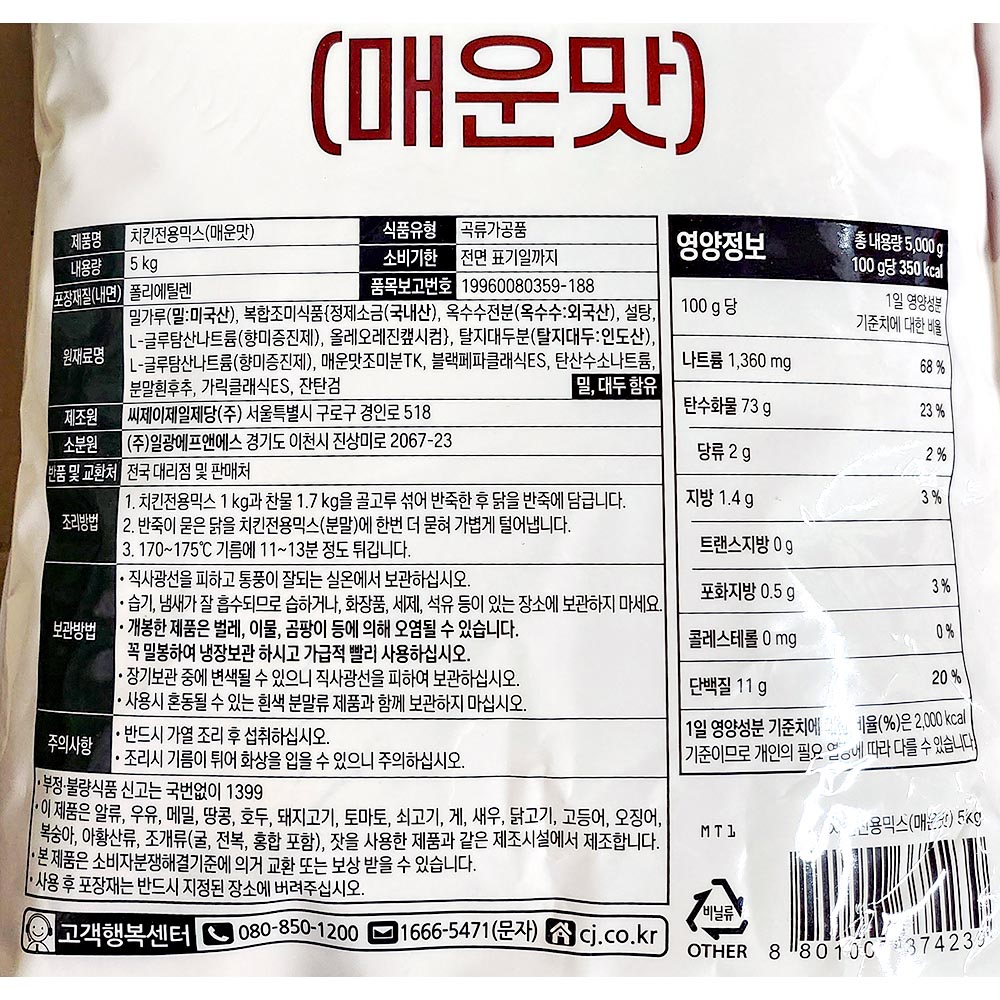 (매운맛)
제품명 치킨전용믹스(매운맛) 식품유형 곡류가공품
내용량 5 kg 소비기한 전면 표기일까지
포장재질(내면) 폴리에틸렌 품목보고번호 19960080359-188
원재료명 밀가루(밀:미국산), 복합조미식품{정제소금(국내산), 옥수수전분(옥수수:외국산), 설탕,
L-글루탐산나트륨(향미증진제), 올레오레진캪시컴}, 탈지대두분(탈지대두:인도산),
L-글루탐산나트륨(향미증진제), 매운맛조미분TK, 블랙페파클래식ES, 탄산수소나트륨,
분말흰후추, 가릭클래식ES, 잔탄검 밀, 대두 함유
제조원 씨제이제일제당(주) 서울특별시 구로구 경인로 518
소분원 (주)일광에프앤에스 경기도 이천시 진상미로 2067-23
반품 및 교환처 전국 대리점 및 판매처
조리방법 1. 치킨전용믹스 1 kg과 찬물 1.7 kg을 골고루 섞어 반죽한 후 닭을 반죽에 담급니다.
2. 반죽이 묻은 닭을 치킨전용믹스(분말)에 한번 더 묻혀 가볍게 털어냅니다.
3. 170~175℃ 기름에 11~13분 정도 튀깁니다.
보관방법 • 직사광선을 피하고 통풍이 잘되는 실온에서 보관하십시오.
• 습기, 냄새가 잘 흡수되므로 습하거나, 화장품, 세제, 석유 등이 있는 장소에 보관하지 마세요.
• 개봉한 제품은 벌레, 이물, 곰팡이 등에 의해 오염될 수 있습니다.
꼭 밀봉하여 냉장보관 하시고 가급적 빨리 사용하십시오.
• 장기보관 중에 변색될 수 있으니 직사광선을 피하여 보관하십시오.
• 사용시 혼동될 수 있는 흰색 분말류 제품과 함께 보관하지 마십시오.
주의사항 • 반드시 가열 조리 후 섭취하십시오.
• 조리시 기름이 튀어 화상을 입을 수 있으니 주의하십시오.
• 부정·불량식품 신고는 국번없이 1399
• 이 제품은 알류, 우유, 메밀, 땅콩, 호두, 돼지고기, 토마토, 쇠고기, 게, 새우, 닭고기, 고등어, 오징어,
복숭아, 아황산류, 조개류(굴, 전복, 홍합 포함), 잣을 사용한 제품과 같은 제조시설에서 제조합니다.
• 본 제품은 소비자분쟁해결기준에 의거 교환 또는 보상 받을 수 있습니다.
• 사용 후 포장재는 반드시 지정된 장소에 버려주십시오.
고객행복센터 080-850-1200 1666-5471(문자) cj.co.kr
영양정보 총 내용량 5,000 g
100 g당 350 kcal
100 g 당 1일 영양성분
기준치에 대한 비율
나트륨 1,360 mg 68 %
탄수화물 73 g 23 %
당류 2 g 2 %
지방 1.4 g 3 %
트랜스지방 0 g
포화지방 0.5 g 3 %
콜레스테롤 0 mg 0 %
단백질 11 g 20 %
1일 영양성분 기준치에 비율(%)은 2,000 kcal
기준이므로 개인의 필요 열량에 따라 다를 수 있습니다.
MT1
치킨전용믹스(매운맛) 5kg
비닐류
OTHER
8 80100 374239